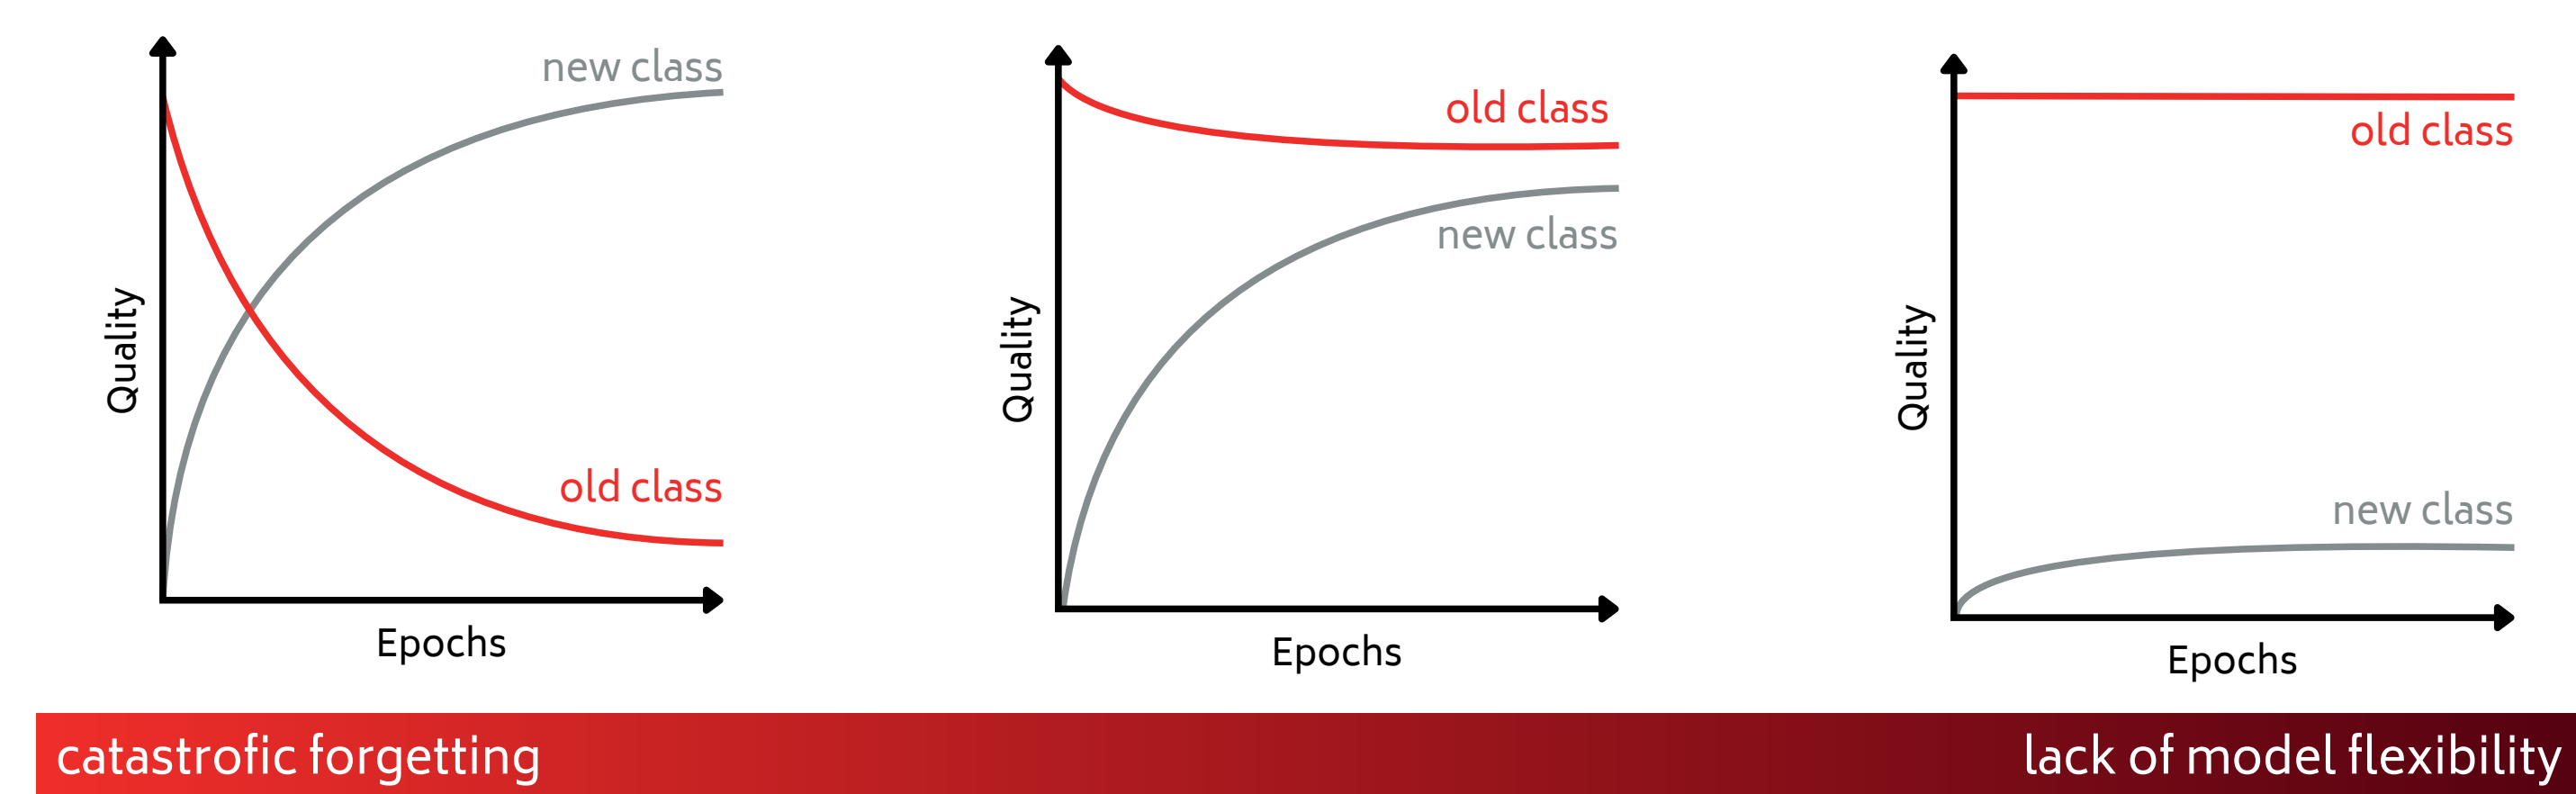 new class
old class
Quality
Epochs
old class
new class
Quality
Epochs
old class
new class
Quality
Epochs
catastrofic forgetting
lack of model flexibility